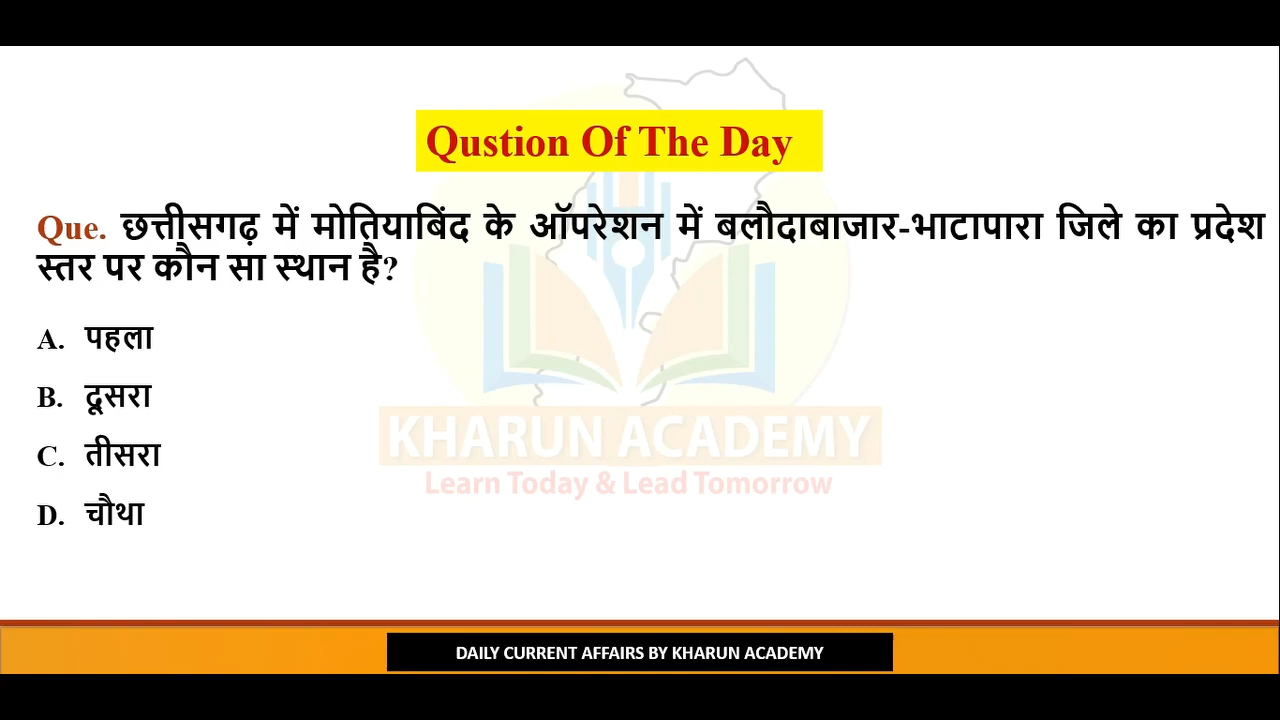 Qustion Of The Day
Que. छत्तीसगढ़ में मोतियाबिंद के ऑपरेशन में बलौदाबाजार-भाटापारा जिले का प्रदेश
स्तर पर कौन सा स्थान है?
A. पहला
B. दूसरा
C. तीसरा
D. चौथा
KHARUN ACADEMY
Learn Today & Lead Tomorrow
DAILY CURRENT AFFAIRS BY KHARUN ACADEMY